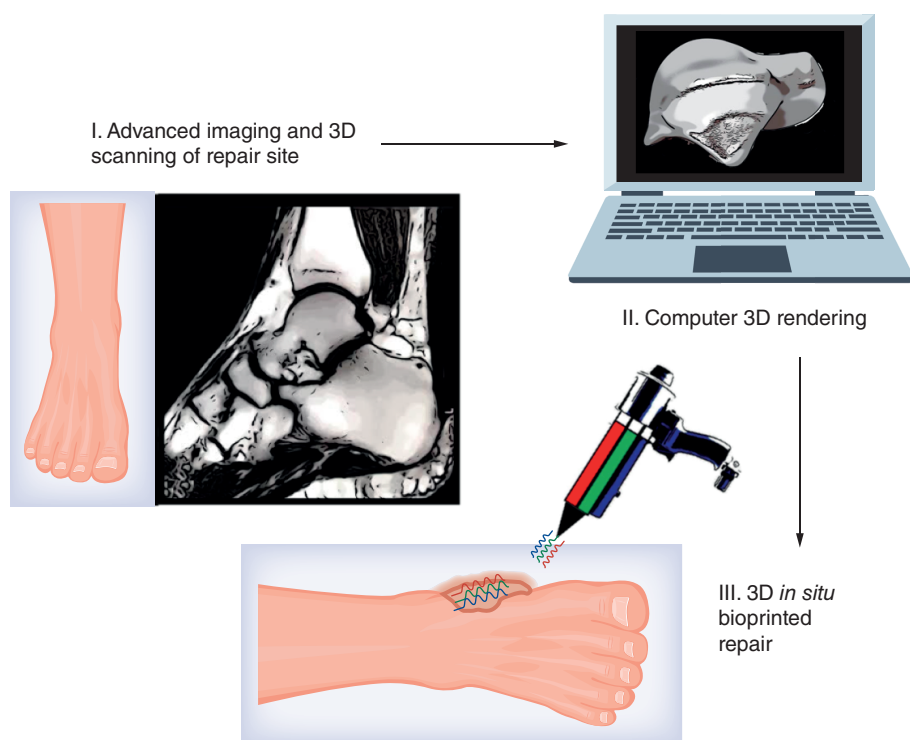 I. Advanced imaging and 3D
scanning of repair site
II. Computer 3D rendering
L
III. 3D in situ
bioprinted
repair